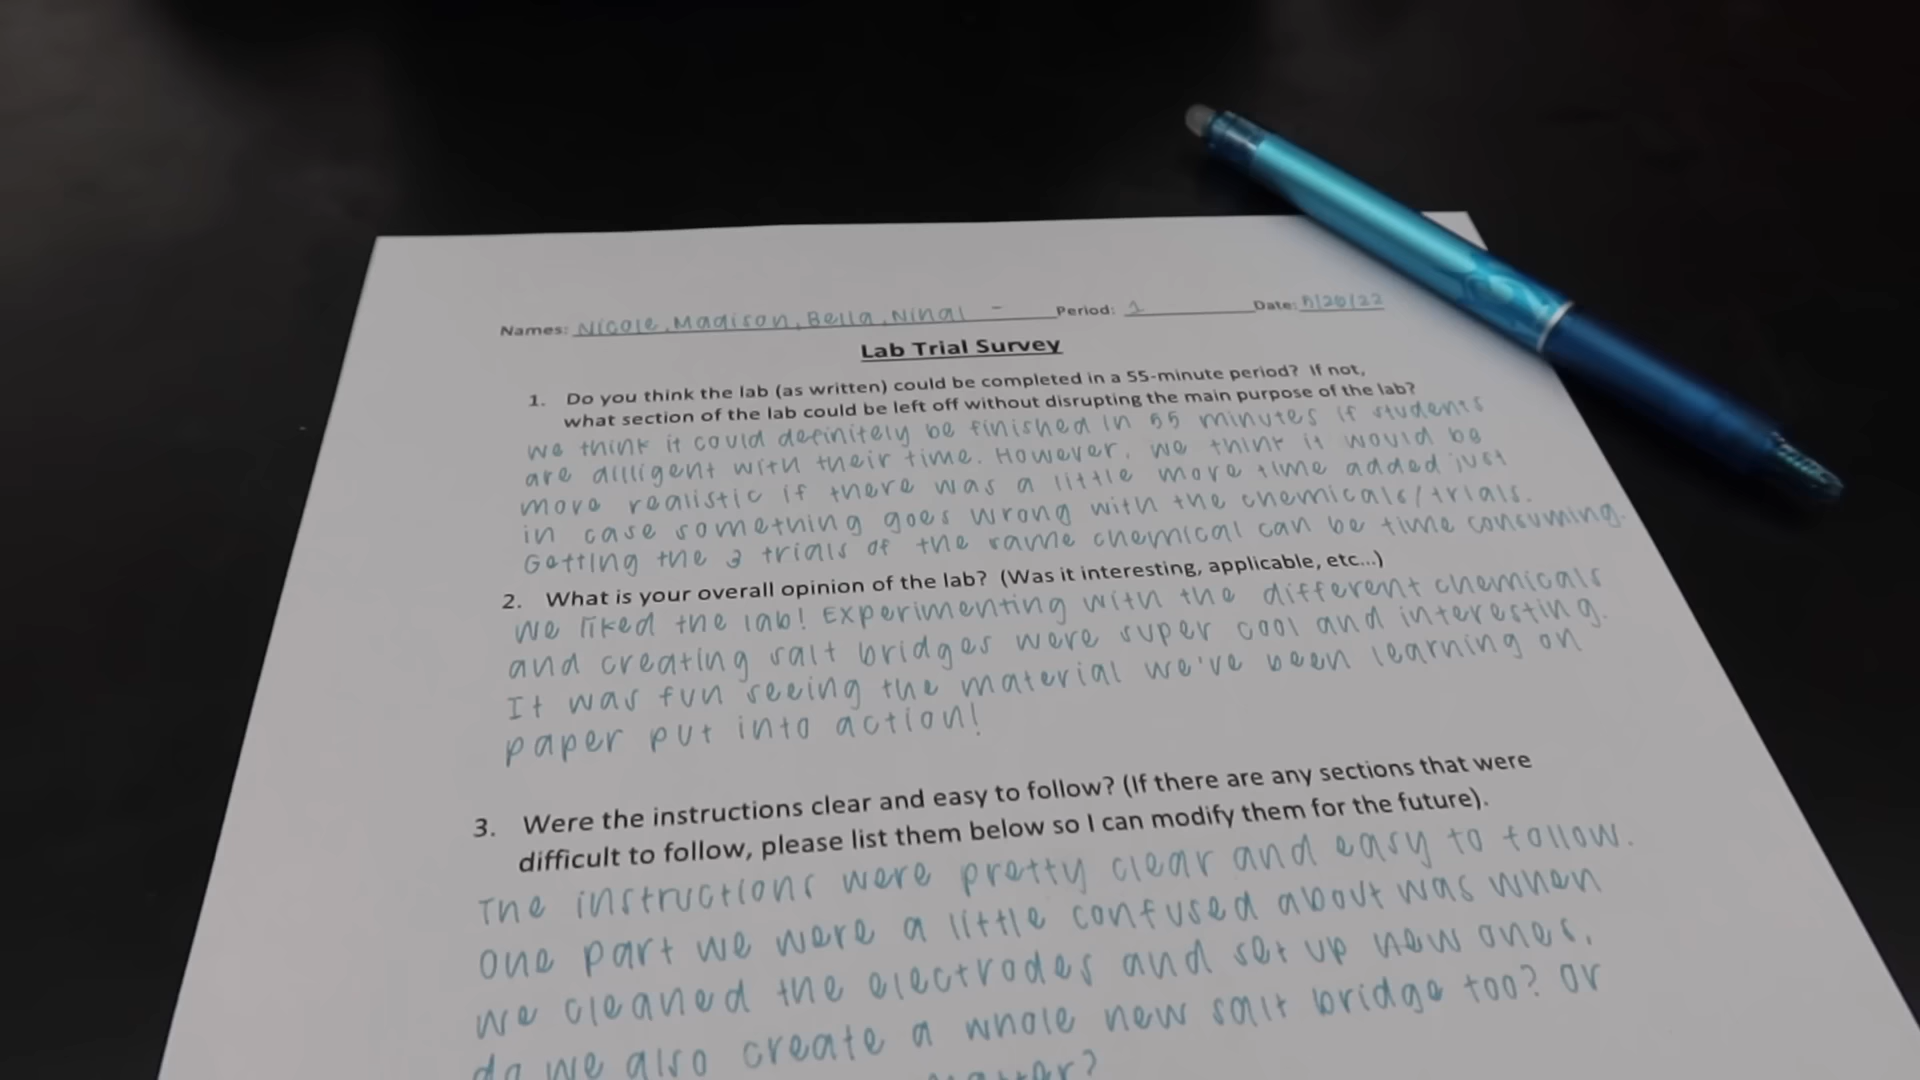 Names: Nicole, Madison, Bella, Ninal - Period: 1 Date: 5/20/22
Lab Trial Survey
1. Do you think the lab (as written) could be completed in a 55-minute period? If not,
what section of the lab could be left off without disrupting the main purpose of the lab?
we think it could definitely be finished in 55 minutes if students
are dilligent with their time. However, we think it would be
more realistic if there was a little more time added just
in case something goes wrong with the chemicals/trials.
Getting the 3 trials of the same chemical can be time consuming.
2. What is your overall opinion of the lab? (Was it interesting, applicable, etc...)
We liked the lab! Experimenting with the different chemicals
and creating salt bridges were super cool and interesting.
It was fun seeing the material we've been learning on
paper put into action!
3. Were the instructions clear and easy to follow? (If there are any sections that were
difficult to follow, please list them below so I can modify them for the future).
The instructions were pretty clear and easy to follow.
One part we were a little confused about was when
we cleaned the electrodes and set up new ones,
do we also create a whole new salt bridge too? Or